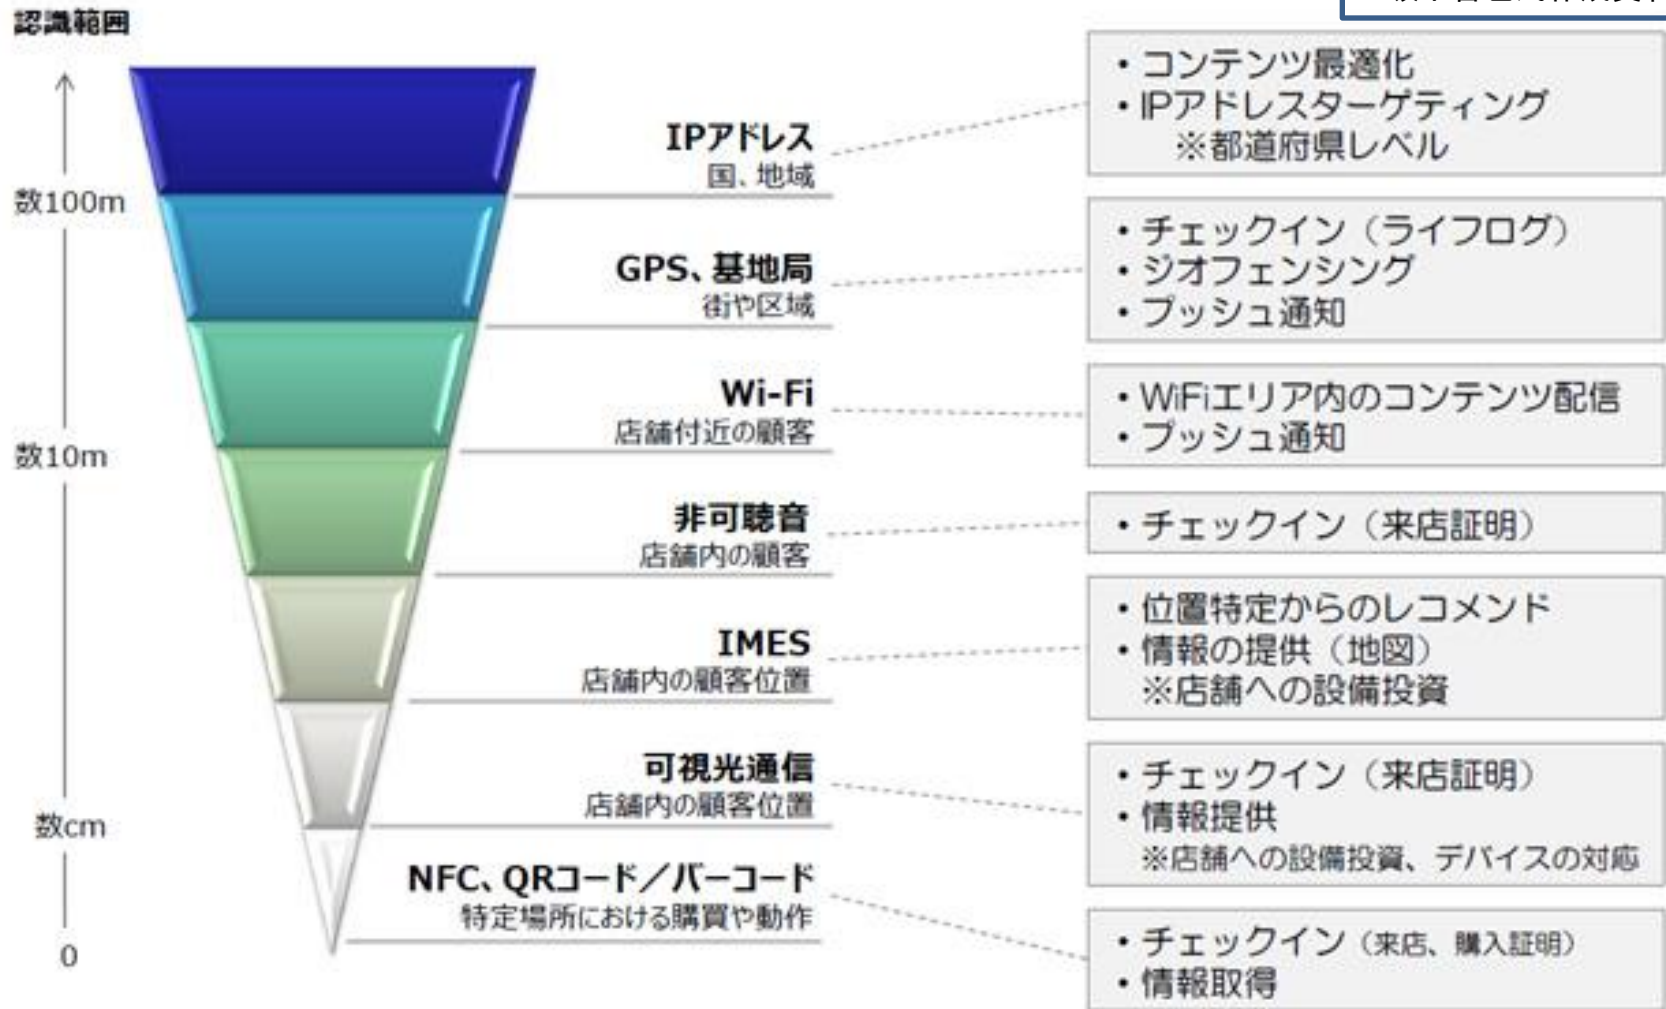 認識範囲
数100m
数10m
数cm
0
IPアドレス
国、地域
GPS、基地局
街や区域
Wi-Fi
店舗付近の顧客
非可聴音
店舗内の顧客
IMES
店舗内の顧客位置
可視光通信
店舗内の顧客位置
NFC、QRコード／バーコード
特定場所における購買や動作
・コンテンツ最適化
・IPアドレスターゲティング
※都道府県レベル
・チェックイン（ライフログ）
・ジオフェンシング
・プッシュ通知
・WiFiエリア内のコンテンツ配信
・プッシュ通知
・チェックイン（来店証明）
・位置特定からのレコメンド
・情報の提供（地図）
※店舗への設備投資
・チェックイン（来店証明）
・情報提供
※店舗への設備投資、デバイスの対応
・チェックイン（来店、購入証明）
・情報取得